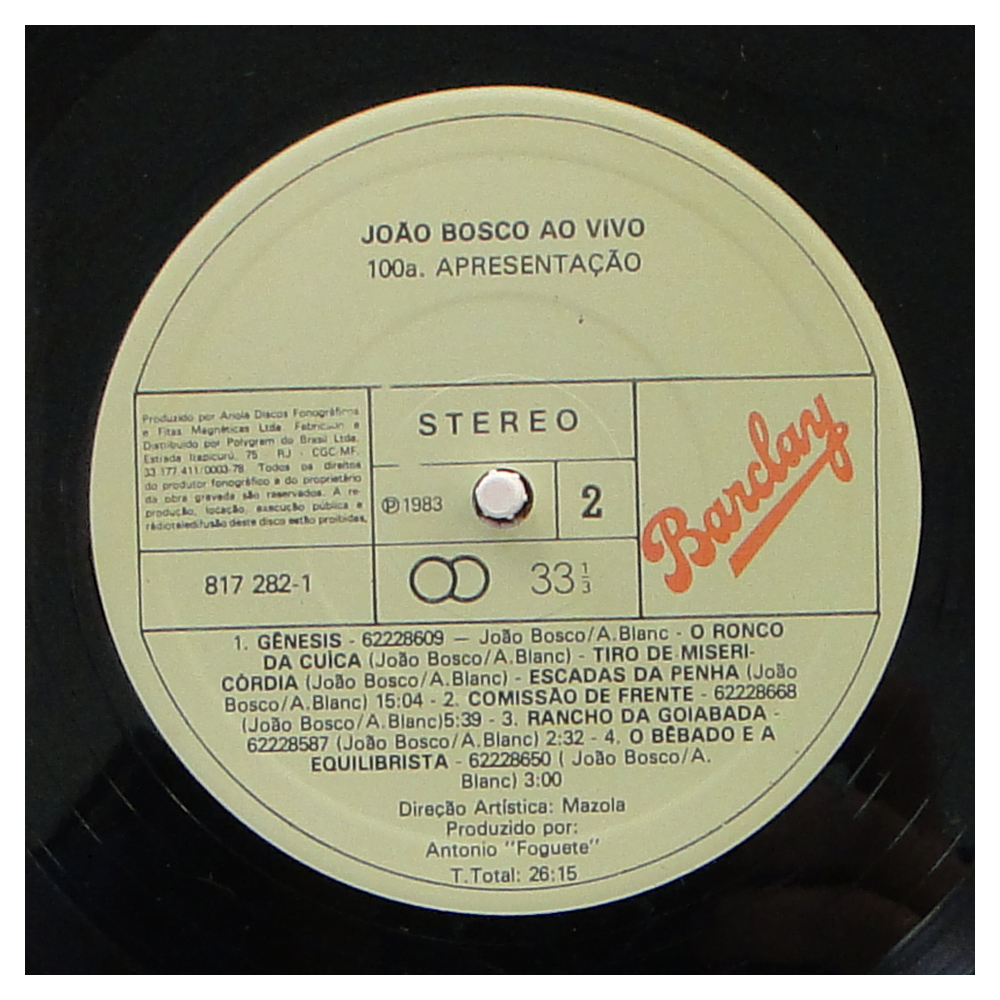 JOÃO BOSCO AO VIVO
100a. APRESENTAÇÃO
Produzido por Ariola Discos Fonográficos
e Fitas Magnéticas Ltda. Fabricado e
Distribuído por Polygram do Brasil Ltda.
Estrada Itapicurú, 75 - RJ - CGC MF.
33.177.411/0003-78 Todos os direitos
do produtor fonográfico e do proprietário
da obra gravada são reservados. A re-
produção, locação, execução pública e
rádioteledifusão deste disco estão proibidas.
STEREO
℗ 1983
2
Barclay
817 282-1
33 1/3
1. GÊNESIS - 62228609 — João Bosco/A.Blanc - O RONCO
DA CUÍCA (João Bosco/A.Blanc) - TIRO DE MISERI-
CÓRDIA (João Bosco/A.Blanc) - ESCADAS DA PENHA (João
Bosco/A.Blanc) 15:04 - 2. COMISSÃO DE FRENTE - 62228668
(João Bosco/A.Blanc)5:39 - 3. RANCHO DA GOIABADA -
62228587 (João Bosco/A.Blanc) 2:32 - 4. O BÊBADO E A
EQUILIBRISTA - 62228650 ( João Bosco/A.
Blanc) 3:00
Direção Artística: Mazola
Produzido por:
Antonio "Foguete"
T.Total: 26:15